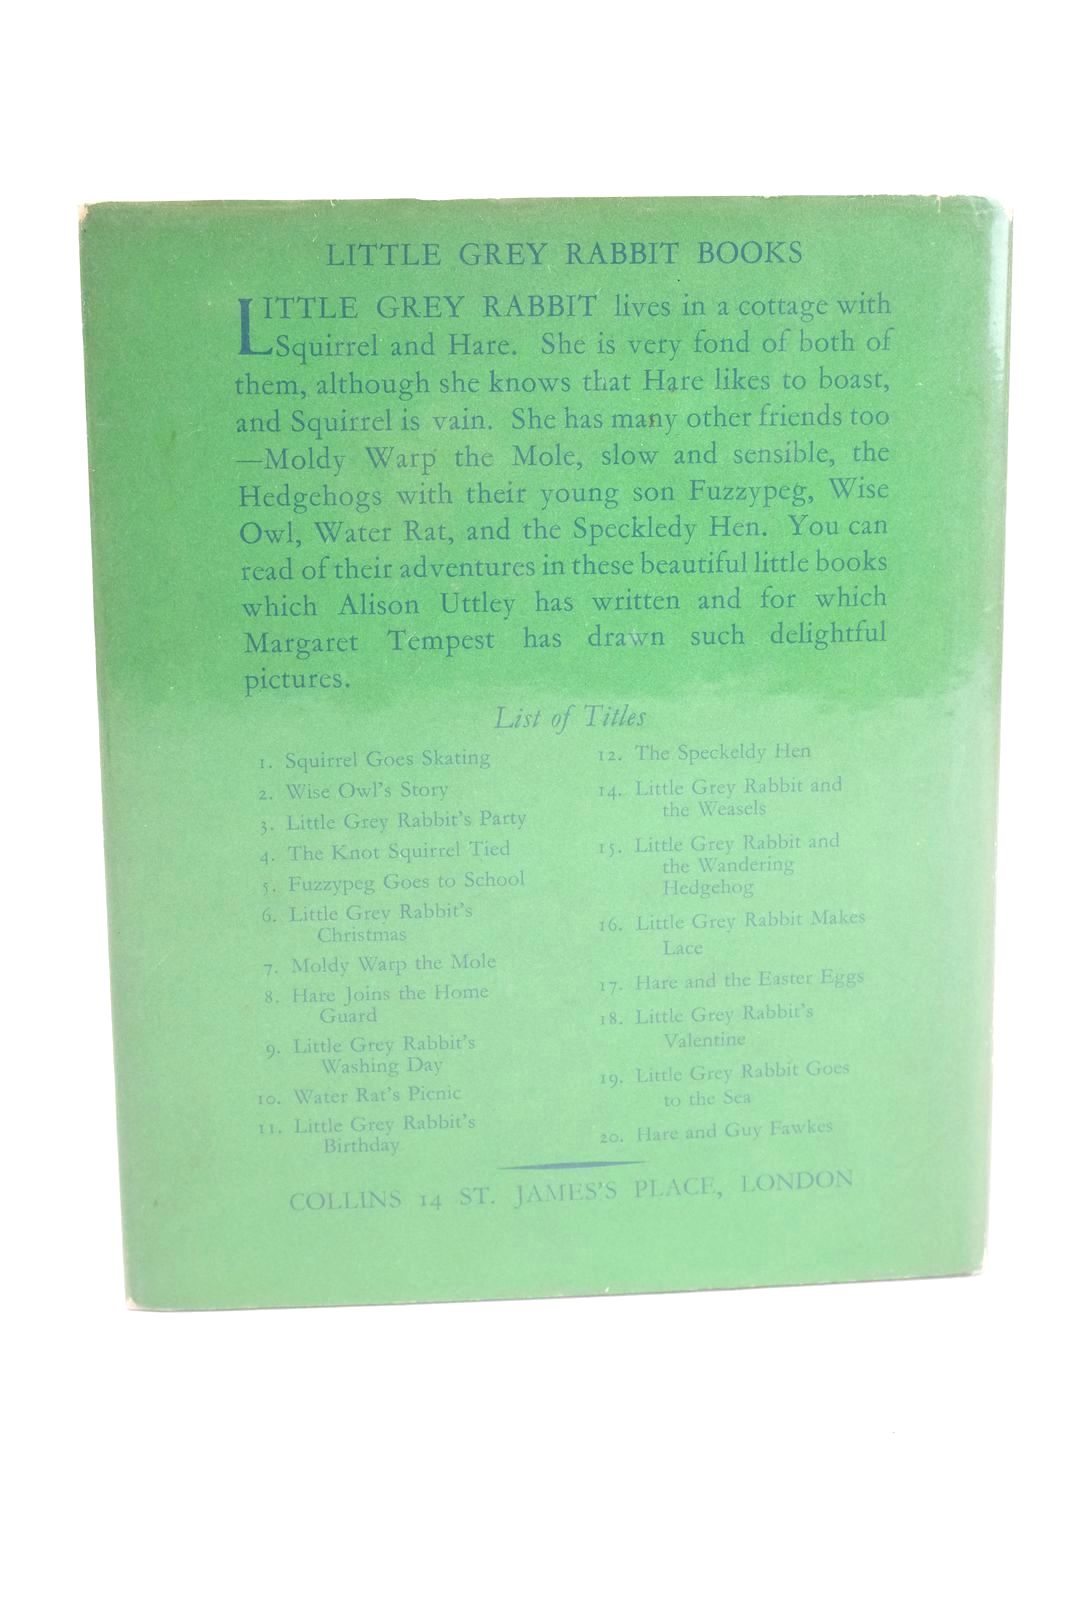 LITTLE GREY RABBIT BOOKS
LITTLE GREY RABBIT lives in a cottage with
Squirrel and Hare. She is very fond of both of
them, although she knows that Hare likes to boast,
and Squirrel is vain. She has many other friends too
—Moldy Warp the Mole, slow and sensible, the
Hedgehogs with their young son Fuzzypeg, Wise
Owl, Water Rat, and the Speckledy Hen. You can
read of their adventures in these beautiful little books
which Alison Uttley has written and for which
Margaret Tempest has drawn such delightful
pictures.
List of Titles
1. Squirrel Goes Skating
2. Wise Owl's Story
3. Little Grey Rabbit's Party
4. The Knot Squirrel Tied
5. Fuzzypeg Goes to School
6. Little Grey Rabbit's
Christmas
7. Moldy Warp the Mole
8. Hare Joins the Home
Guard
9. Little Grey Rabbit's
Washing Day
10. Water Rat's Picnic
11. Little Grey Rabbit's
Birthday
12. The Speckeldy Hen
14. Little Grey Rabbit and
the Weasels
15. Little Grey Rabbit and
the Wandering
Hedgehog
16. Little Grey Rabbit Makes
Lace
17. Hare and the Easter Eggs
18. Little Grey Rabbit's
Valentine
19. Little Grey Rabbit Goes
to the Sea
20. Hare and Guy Fawkes
COLLINS 14 ST. JAMES'S PLACE, LONDON